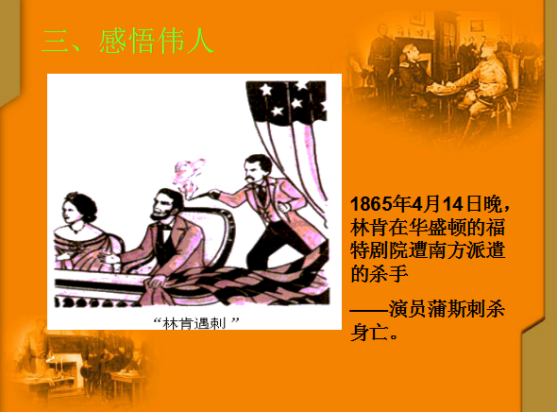 三、感悟伟人
1865年4月14日晚，
林肯在华盛顿的福
特剧院遭南方派遣
的杀手
——演员蒲斯刺杀
身亡。
“林肯遇刺 ”